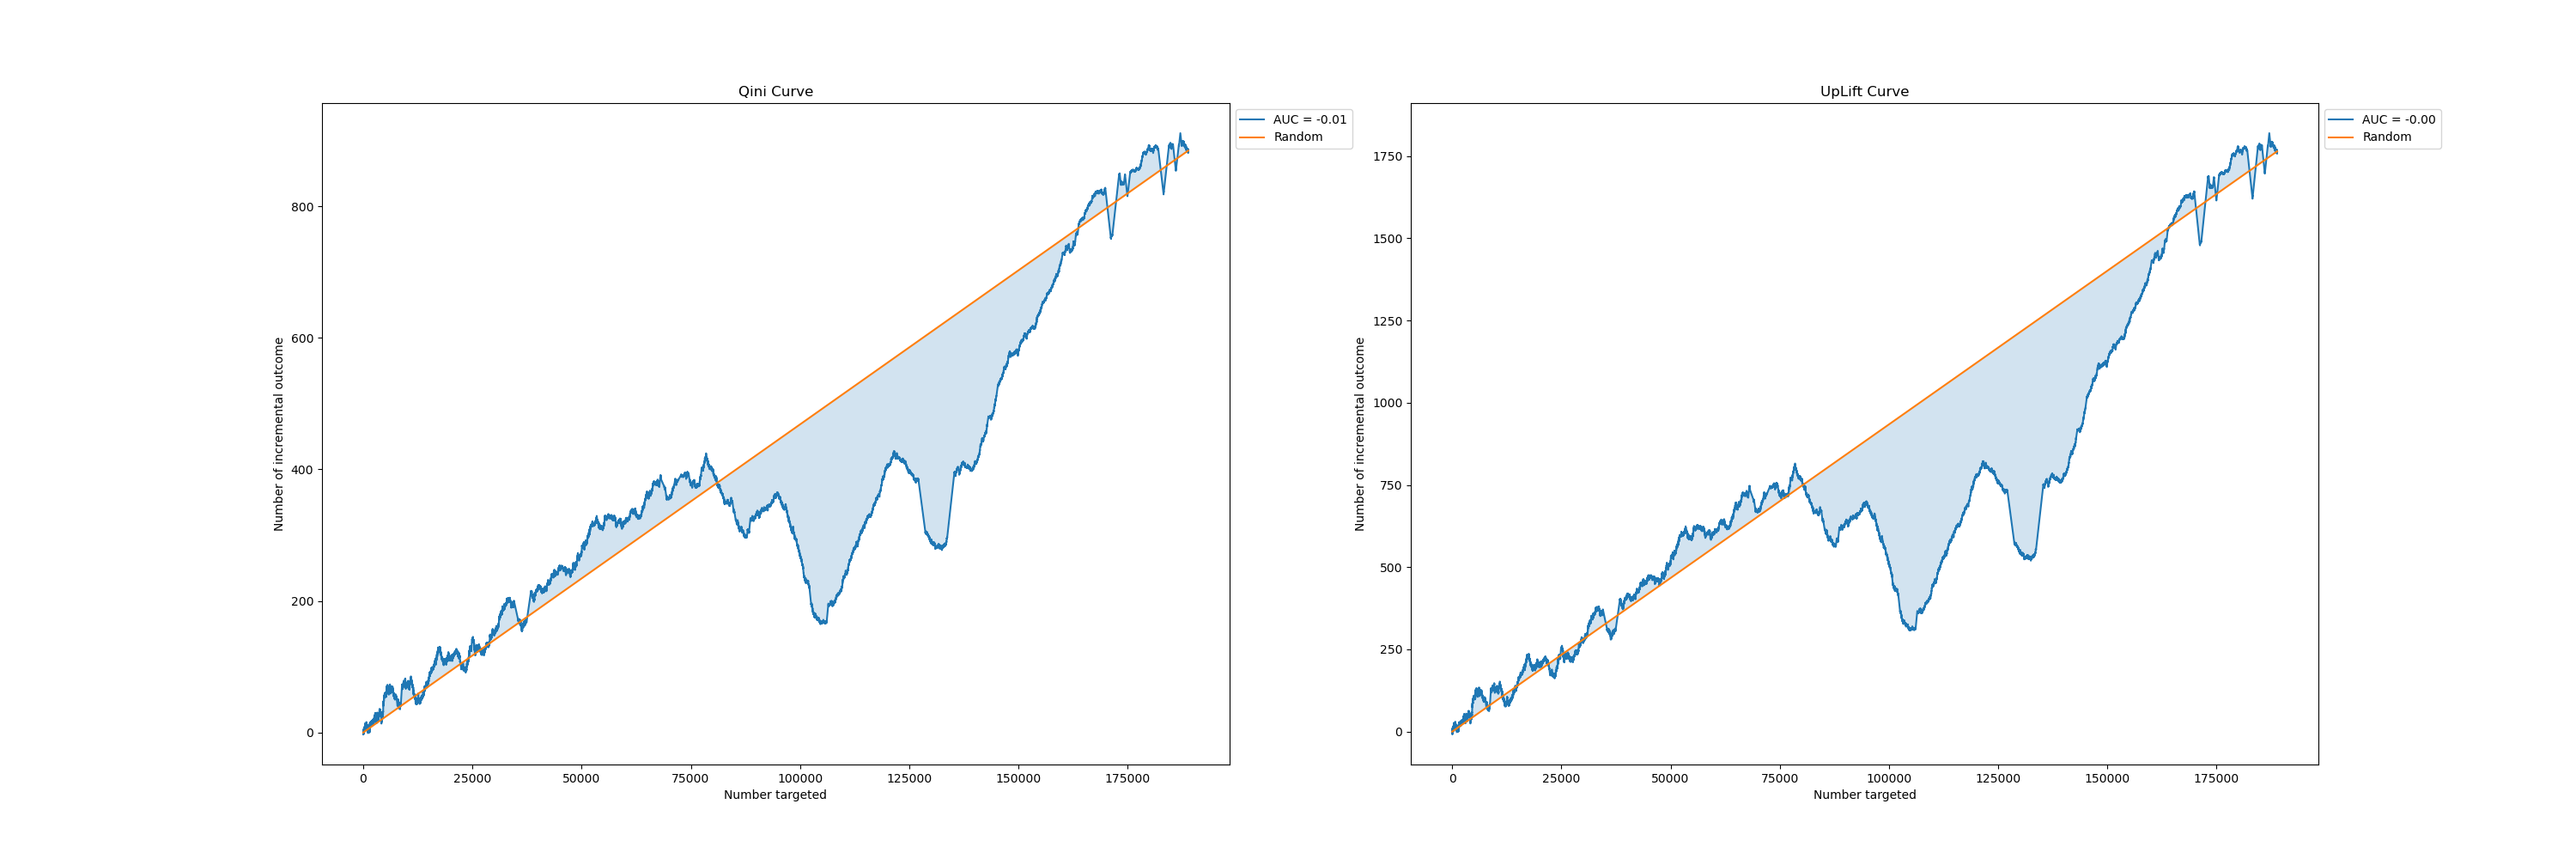 Qini Curve
AUC = -0.01
Random
Number of incremental outcome
800
600
400
200
0
0 25000 50000 75000 100000 125000 150000 175000
Number targeted
UpLift Curve
AUC = -0.00
Random
Number of incremental outcome
1750
1500
1250
1000
750
500
250
0
0 25000 50000 75000 100000 125000 150000 175000
Number targeted